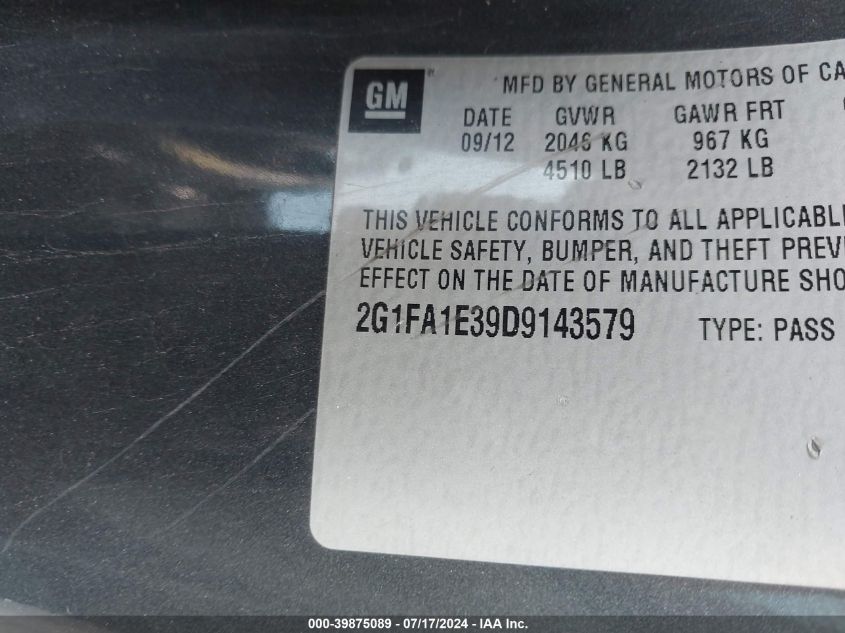 GM ®
MFD BY GENERAL MOTORS OF CA
DATE GVWR GAWR FRT
09/12 2046 KG 967 KG
4510 LB 2132 LB
THIS VEHICLE CONFORMS TO ALL APPLICABL
VEHICLE SAFETY, BUMPER, AND THEFT PREV
EFFECT ON THE DATE OF MANUFACTURE SHO
2G1FA1E39D9143579 TYPE: PASS
000-39875089 - 07/17/2024 - IAA Inc.